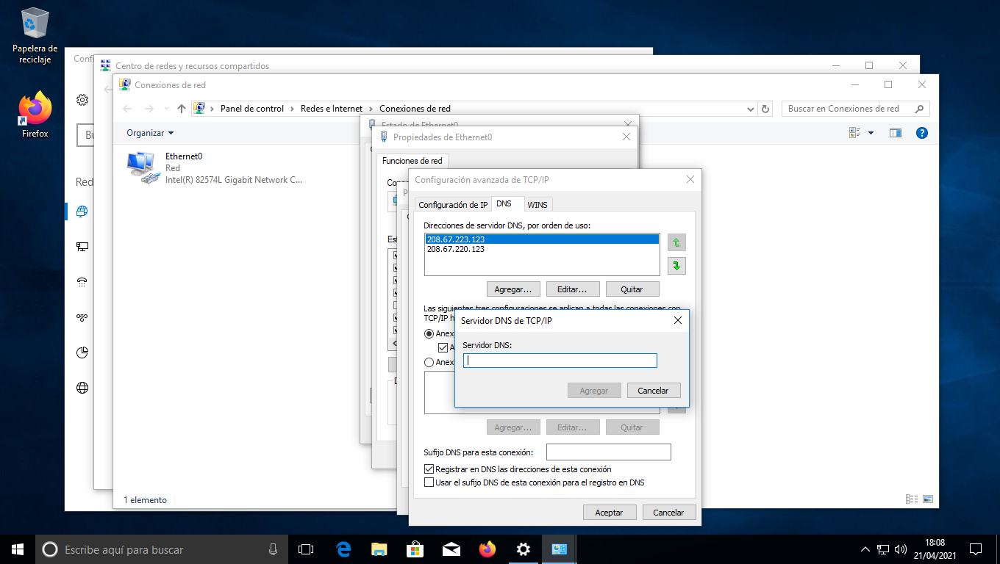 Papelera de
reciclaje
Firefox
Conf
Centro de redes y recursos compartidos
Conexiones de red
Panel de control
Redes e Internet
Conexiones de red
Buscar en Conexiones de red
Organizar
Bu
Red
Ethernet0
Red
Intel(R) 82574L Gigabit Network C...
Estado de Ethernet0
Propiedades de Ethernet0
Funciones de red
Configuración avanzada de TCP/IP
Configuración de IP
DNS
WINS
Direcciones de servidor DNS, por orden de uso:
208.67.223.123
208.67.220.123
Agregar...
Editar...
Quitar
Las siguientes tres configuraciones se aplican a todas las conexiones con
TCP/IP h
Anex
A
Anex
Servidor DNS de TCP/IP
Servidor DNS:
Agregar
Cancelar
Agregar...
Editar...
Quitar
Sufijo DNS para esta conexión:
Registrar en DNS las direcciones de esta conexión
Usar el sufijo DNS de esta conexión para el registro en DNS
Aceptar
Cancelar
1 elemento
Escribe aquí para buscar
18:08
21/04/2021